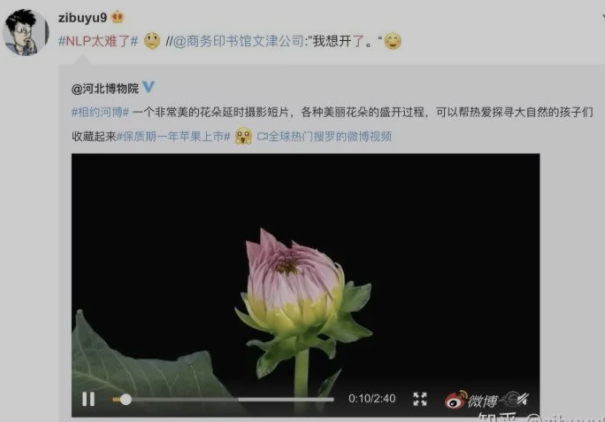 zibuyu9
#NLP太难了# //@商务印书馆文津公司:"我想开了。"
@河北博物院
#相约河博# 一个非常美的花朵延时摄影短片，各种美丽花朵的盛开过程，可以帮热爱探寻大自然的孩子们
收藏起来#保质期一年苹果上市# 全球热门搜罗的微博视频
0:10/2:40
微博
知乎